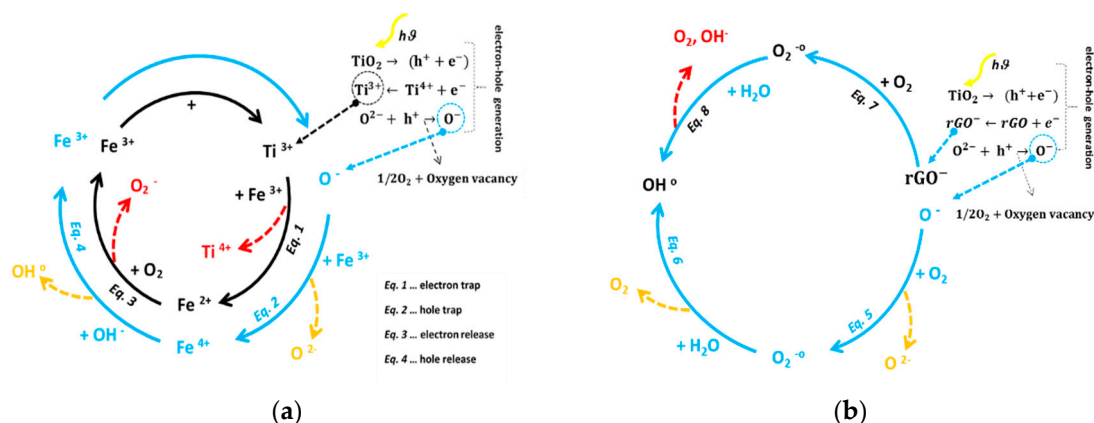 hϑ
TiO₂ → (h⁺ + e⁻)
Ti³⁺ ← Ti⁴⁺ + e⁻
O²⁻ + h⁺ → O⁻
electron-hole generation
1/2O₂ + Oxygen vacancy
Fe ³⁺
Fe ³⁺
+
Ti ³⁺
O ⁻
O₂ ⁻
+ Fe ³⁺
Eq. 1
Ti ⁴⁺
Eq. 4
+ O₂
Eq. 3
Fe ²⁺
+ Fe ³⁺
Eq. 2
OH ᵒ
+ OH ⁻
Fe ⁴⁺
O ²⁻
Eq. 1 ... electron trap
Eq. 2 ... hole trap
Eq. 3 ... electron release
Eq. 4 ... hole release
(a)
O₂, OH⁻
O₂ ⁻ᵒ
hϑ
TiO₂ → (h⁺+e⁻)
rGO⁻ ← rGO + e⁻
O²⁻ + h⁺ → O⁻
electron-hole generation
1/2O₂ + Oxygen vacancy
+ H₂O
Eq. 8
+ O₂
Eq. 7
OH ᵒ
rGO⁻
O ⁻
Eq. 6
+ O₂
Eq. 5
O₂
+ H₂O
O₂ ⁻ᵒ
O ²⁻
(b)